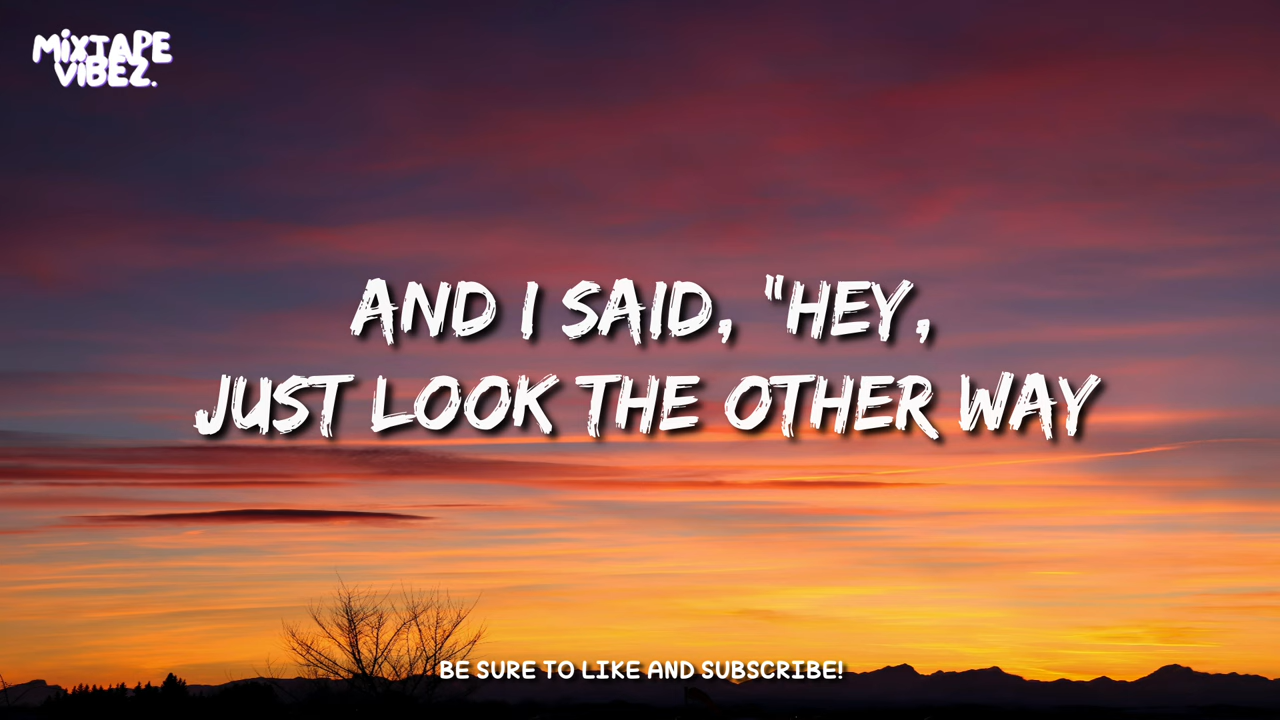 MiXTAPE
ViBEZ.
AND I SAID, "HEY,
JUST LOOK THE OTHER WAY
BE SURE TO LIKE AND SUBSCRIBE!